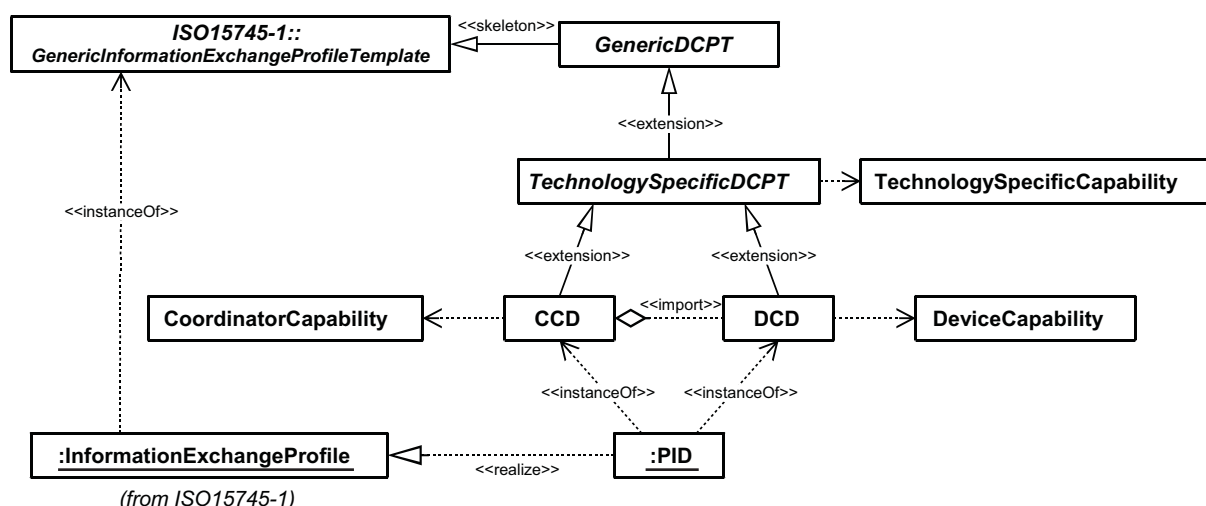 ISO15745-1::
GenericInformationExchangeProfileTemplate
<<skeleton>>
GenericDCPT
<<extension>>
TechnologySpecificDCPT
TechnologySpecificCapability
<<instanceOf>>
<<extension>>
<<extension>>
CoordinatorCapability
CCD
<<import>>
DCD
DeviceCapability
<<instanceOf>>
<<instanceOf>>
:InformationExchangeProfile
<<realize>>
:PID
(from ISO15745-1)